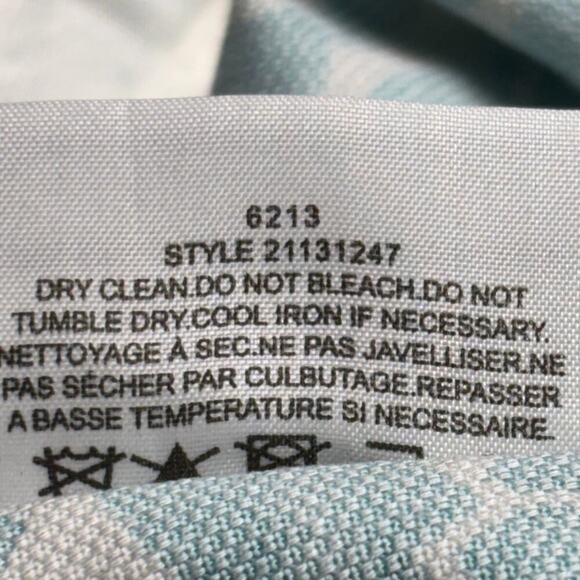 6213
STYLE 21131247
DRY CLEAN.DO NOT BLEACH.DO NOT
TUMBLE DRY.COOL IRON IF NECESSARY.
NETTOYAGE À SEC.NE PAS JAVELLISER.NE
PAS SÉCHER PAR CULBUTAGE.REPASSER
A BASSE TEMPERATURE SI NECESSAIRE.